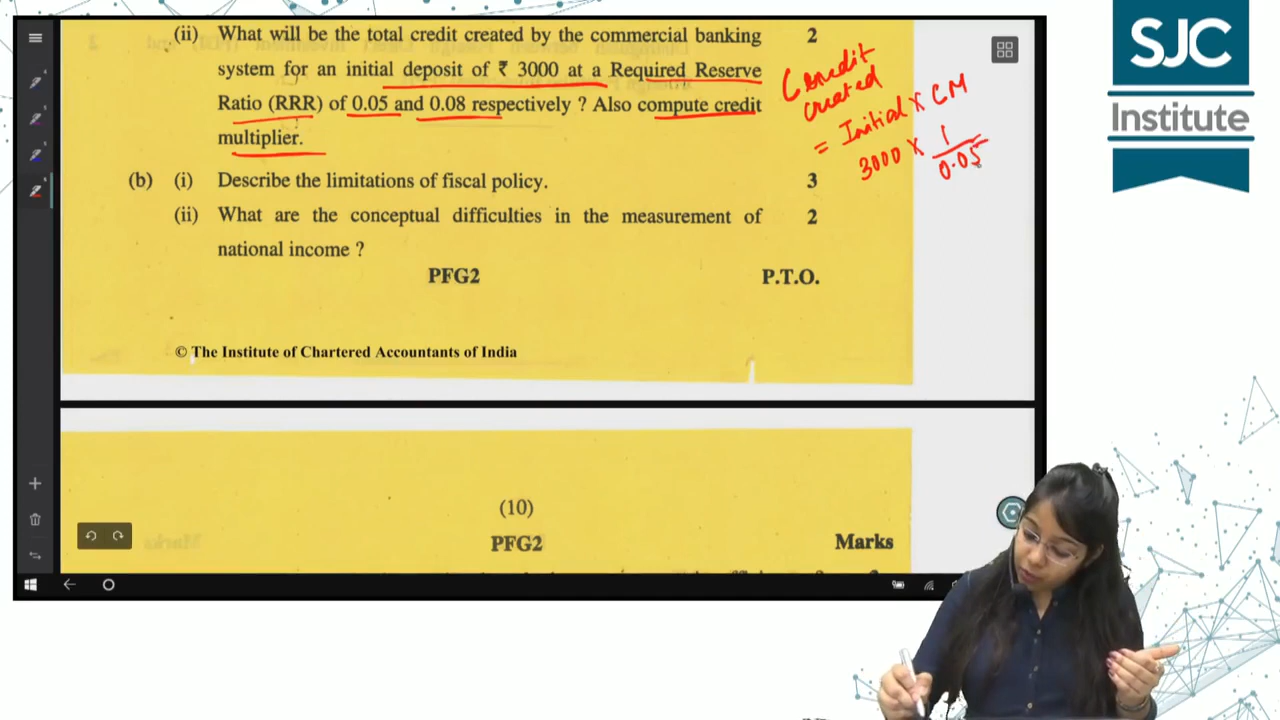 (ii) What will be the total credit created by the commercial banking 2
system for an initial deposit of ₹ 3000 at a Required Reserve
Ratio (RRR) of 0.05 and 0.08 respectively ? Also compute credit
multiplier.
Credit
created
= Initial × CM
3000 × 1/0.05
(b) (i) Describe the limitations of fiscal policy. 3
(ii) What are the conceptual difficulties in the measurement of 2
national income ?
PFG2 P.T.O.
© The Institute of Chartered Accountants of India
(10)
PFG2 Marks
SJC
Institute